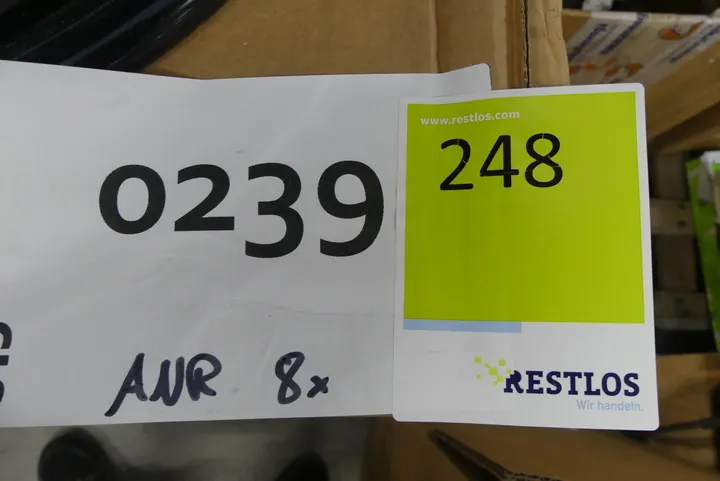 0239
ANR 8x
www.restlos.com
248
RESTLOS
Wir handeln.